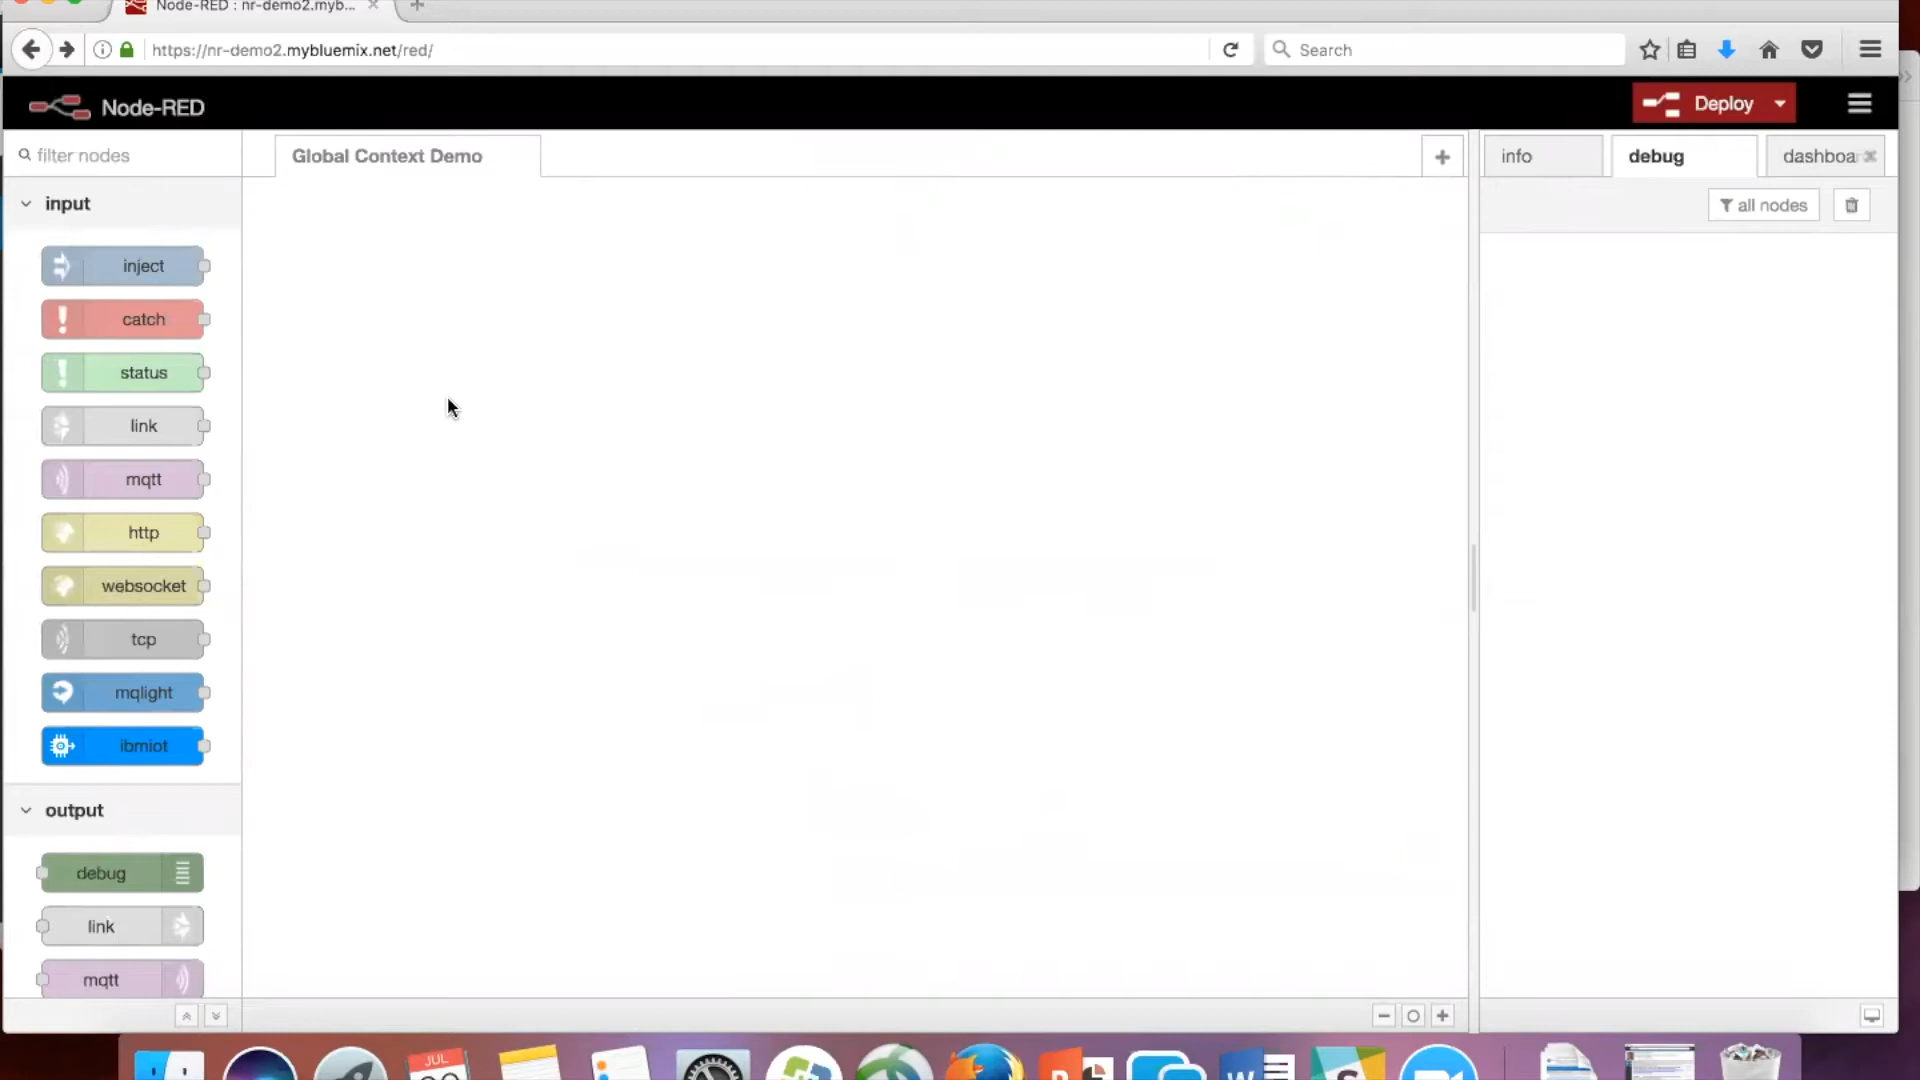 Node-RED : nr-demo2.myb...
https://nr-demo2.mybluemix.net/red/
Search
Node-RED
Deploy
filter nodes
Global Context Demo
info
debug
dashboa
input
all nodes
inject
catch
status
link
mqtt
http
websocket
tcp
mqlight
ibmiot
output
debug
link
mqtt
JUL